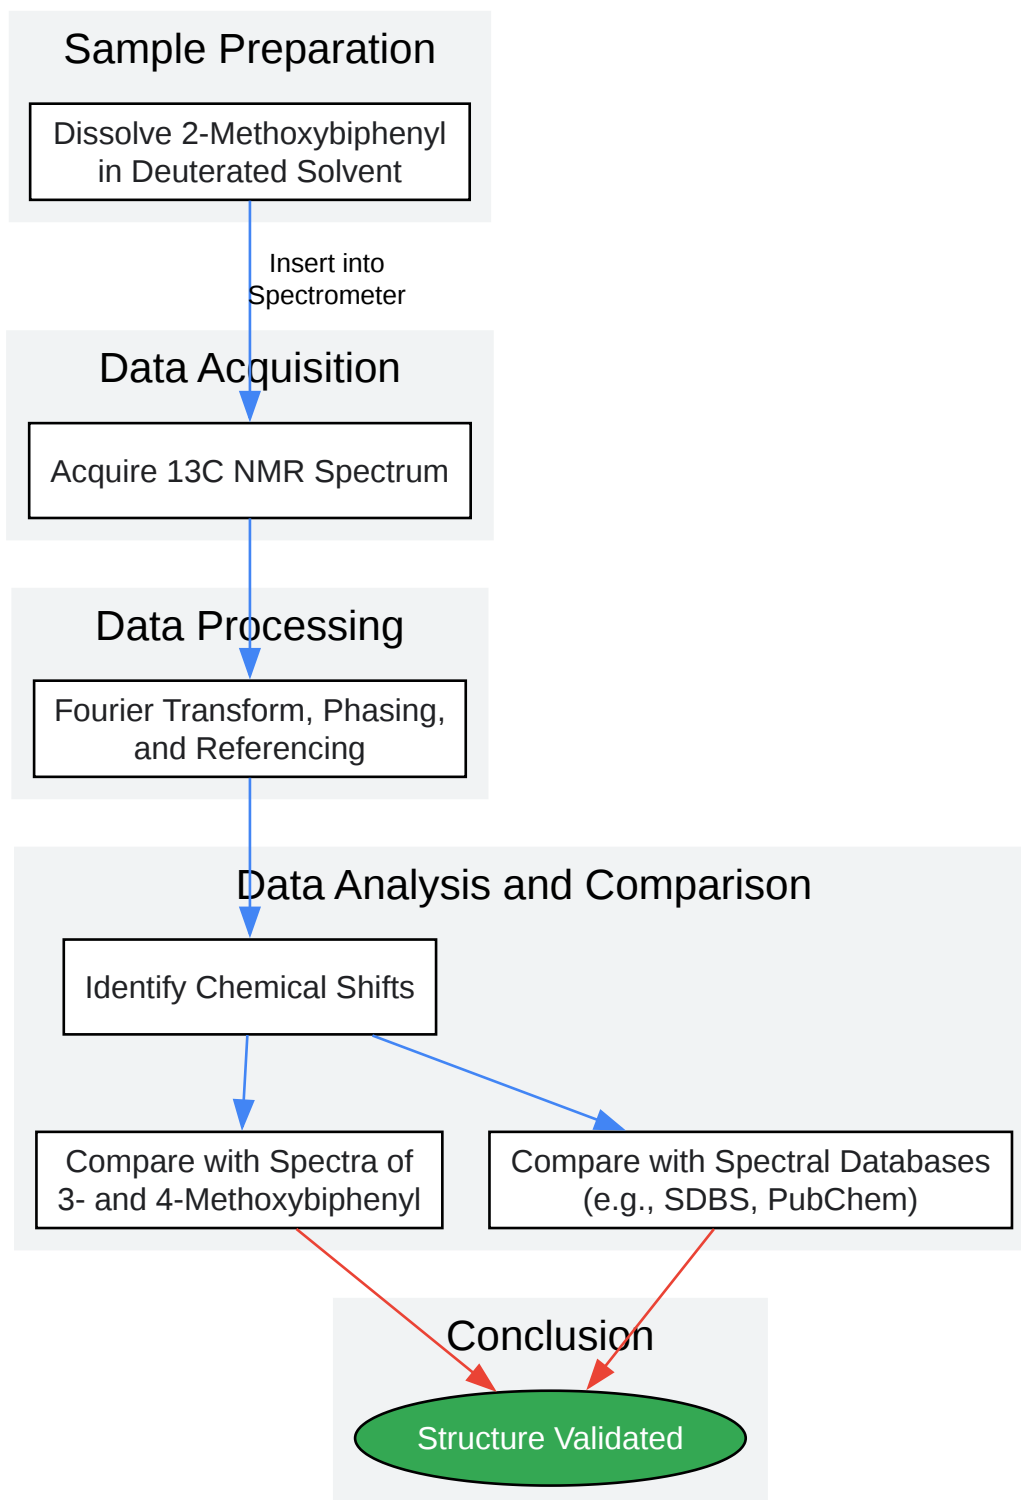 Sample Preparation
Dissolve 2-Methoxybiphenyl
in Deuterated Solvent
Insert into
Spectrometer
Data Acquisition
Acquire 13C NMR Spectrum
Data Processing
Fourier Transform, Phasing,
and Referencing
Data Analysis and Comparison
Identify Chemical Shifts
Compare with Spectra of
3- and 4-Methoxybiphenyl
Compare with Spectral Databases
(e.g., SDBS, PubChem)
Conclusion
Structure Validated